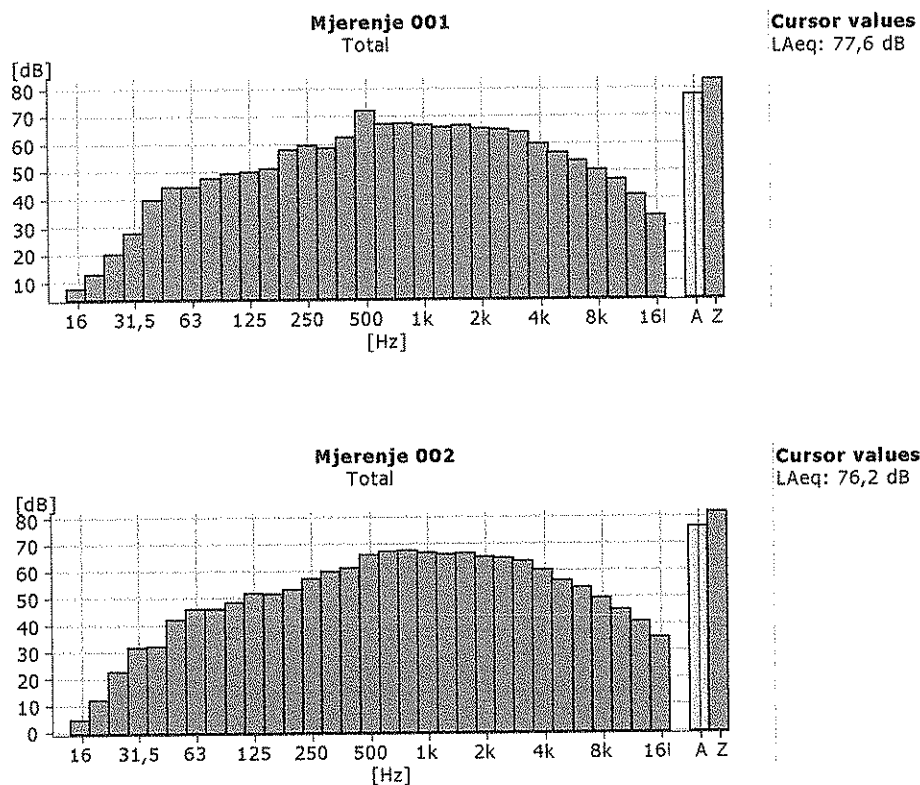 Mjerenje 001
Total
Cursor values
LAeq: 77,6 dB
[dB]
80
70
60
50
40
30
20
10
16 31,5 63 125 250 500 1k 2k 4k 8k 16l A Z
[Hz]
Mjerenje 002
Total
Cursor values
LAeq: 76,2 dB
[dB]
80
70
60
50
40
30
20
10
0
16 31,5 63 125 250 500 1k 2k 4k 8k 16l A Z
[Hz]